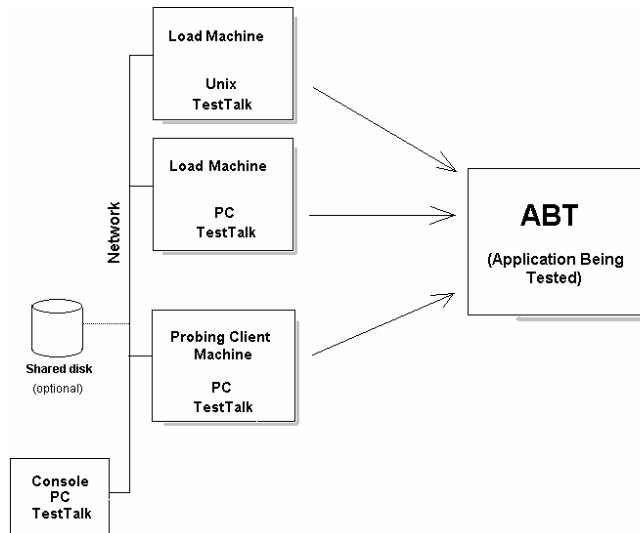 Load Machine
Unix
TestTalk
Load Machine
PC
TestTalk
Network
ABT
(Application Being
Tested)
Probing Client
Machine
PC
TestTalk
Shared disk
(optional)
Console
PC
TestTalk